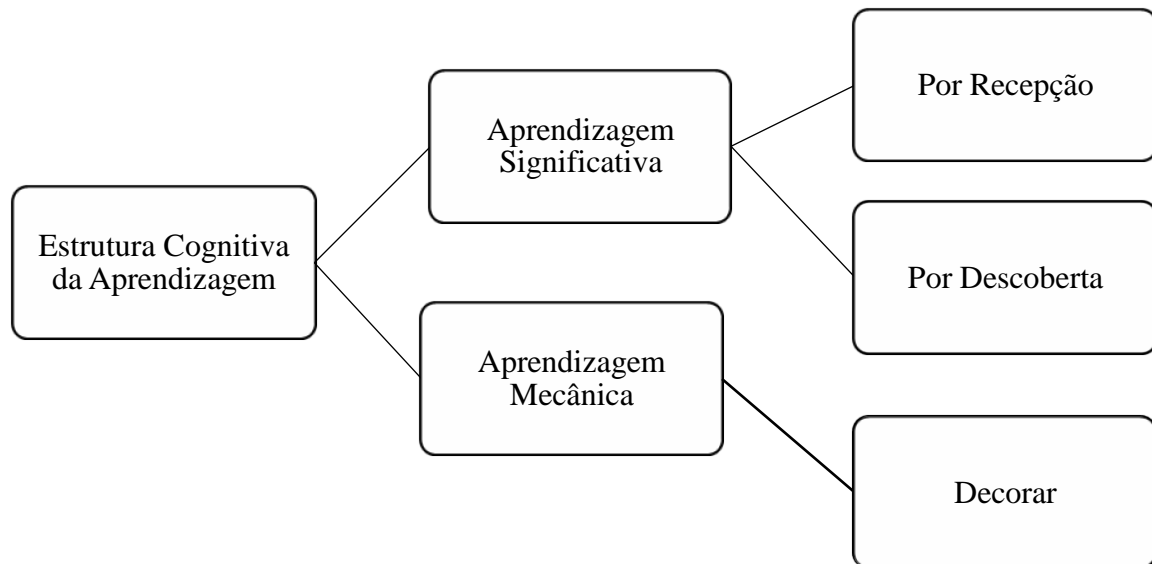 Estrutura Cognitiva
da Aprendizagem
Aprendizagem
Significativa
Aprendizagem
Mecânica
Por Recepção
Por Descoberta
Decorar